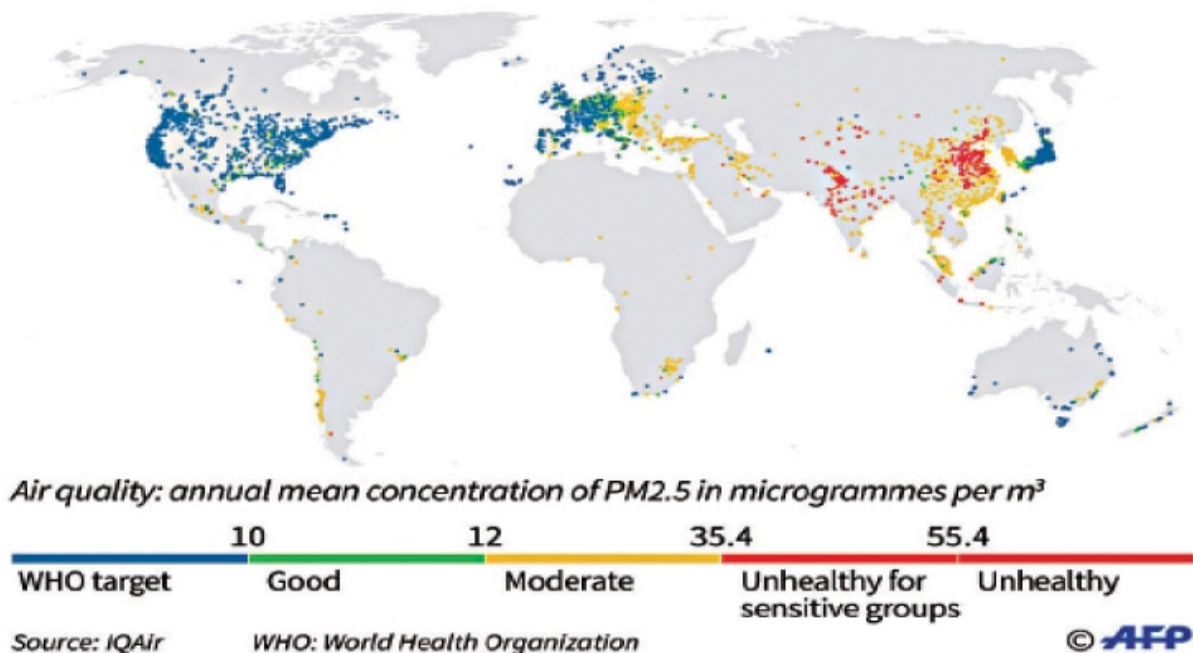 Air quality: annual mean concentration of PM2.5 in microgrammes per m³
10 12 35.4 55.4
WHO target Good Moderate Unhealthy for sensitive groups Unhealthy
Source: IQAir WHO: World Health Organization © AFP